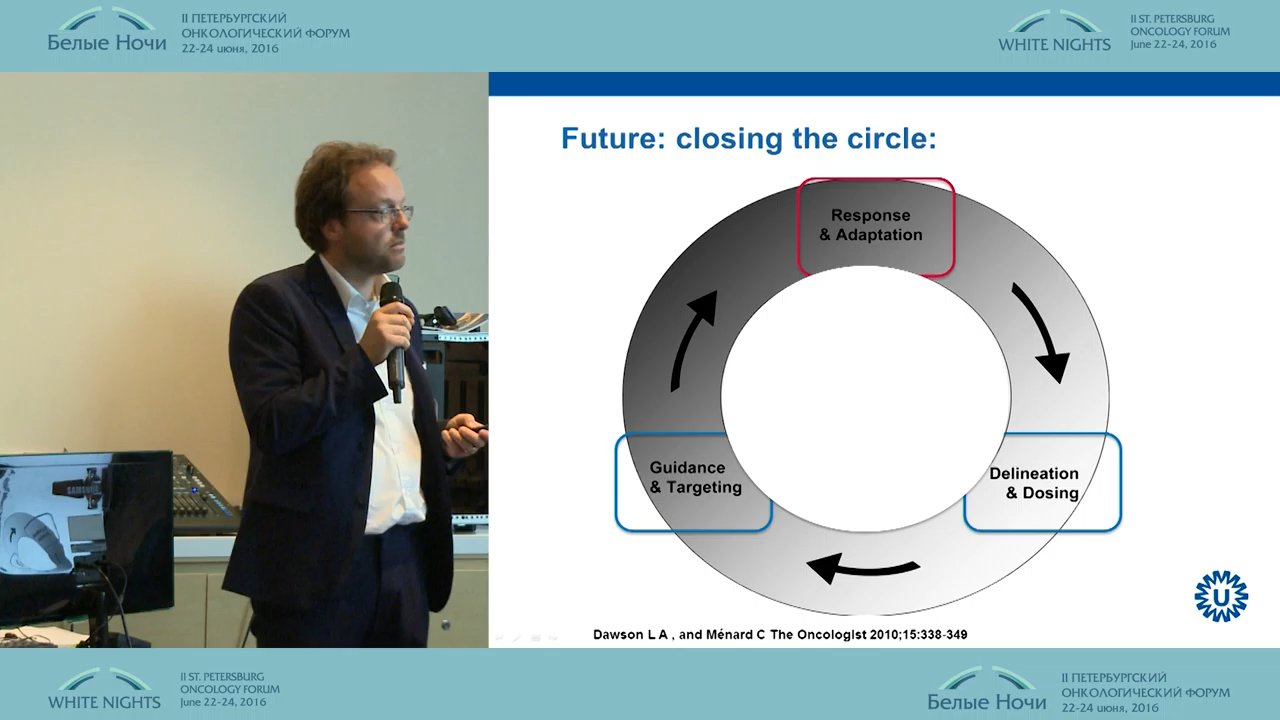 Белые Ночи
II ПЕТЕРБУРГСКИЙ
ОНКОЛОГИЧЕСКИЙ ФОРУМ
22-24 июня, 2016
WHITE NIGHTS
II ST. PETERSBURG
ONCOLOGY FORUM
June 22-24, 2016
Future: closing the circle:
Response
& Adaptation
Guidance
& Targeting
Delineation
& Dosing
U
Dawson L A , and Ménard C The Oncologist 2010;15:338-349
WHITE NIGHTS
II ST. PETERSBURG
ONCOLOGY FORUM
June 22-24, 2016
Белые Ночи
II ПЕТЕРБУРГСКИЙ
ОНКОЛОГИЧЕСКИЙ ФОРУМ
22-24 июня, 2016